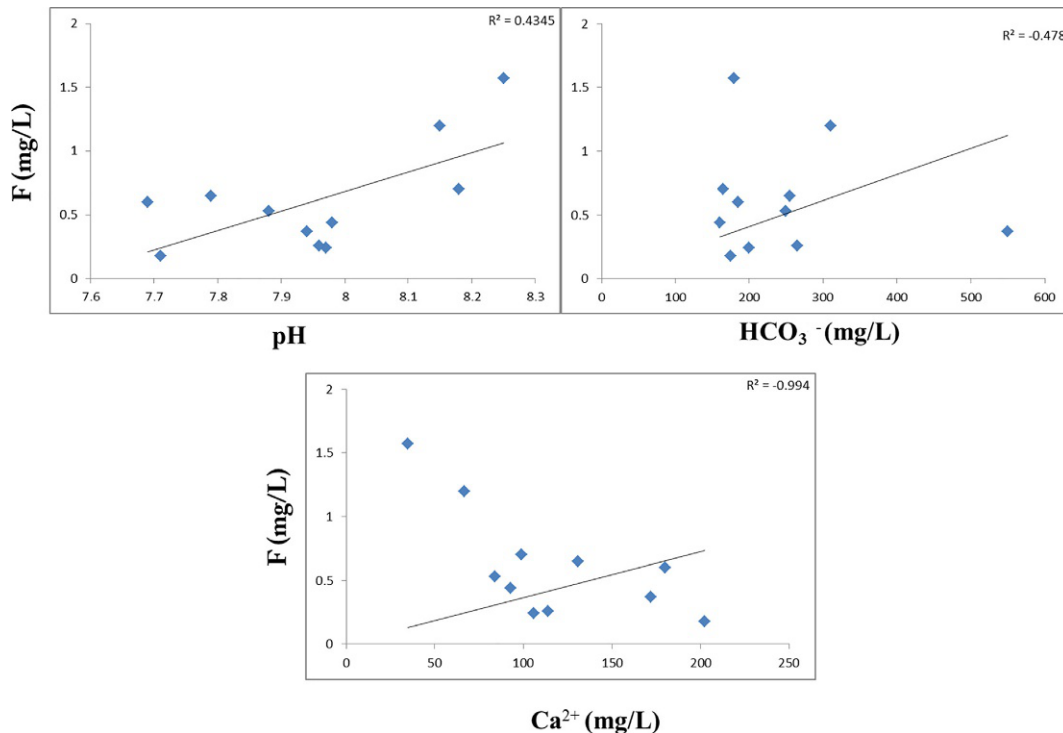 R² = 0.4345
2
1.5
1
0.5
0
7.6 7.7 7.8 7.9 8 8.1 8.2 8.3
F (mg/L)
pH
R² = -0.478
2
1.5
1
0.5
0
0 100 200 300 400 500 600
HCO₃ ⁻ (mg/L)
R² = -0.994
2
1.5
1
0.5
0
0 50 100 150 200 250
F (mg/L)
Ca²⁺ (mg/L)